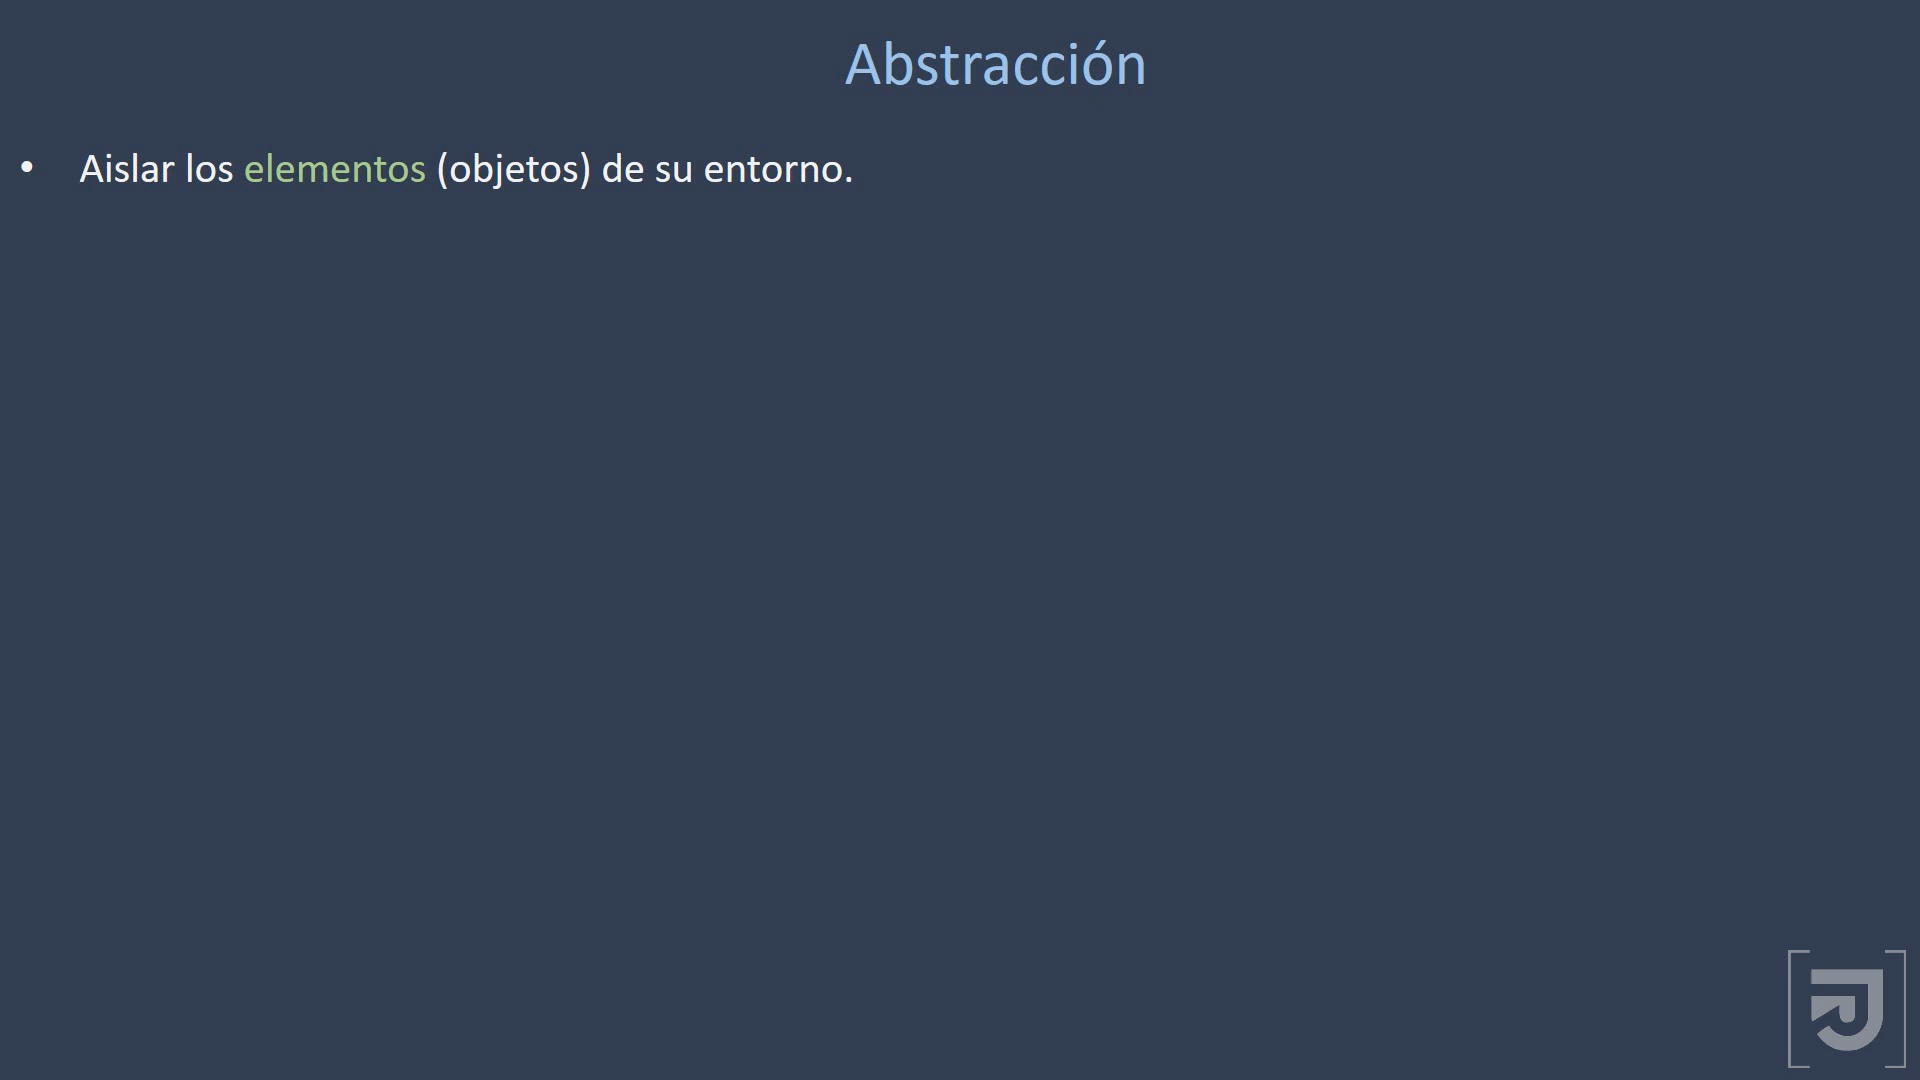 Abstracción
• Aislar los elementos (objetos) de su entorno.